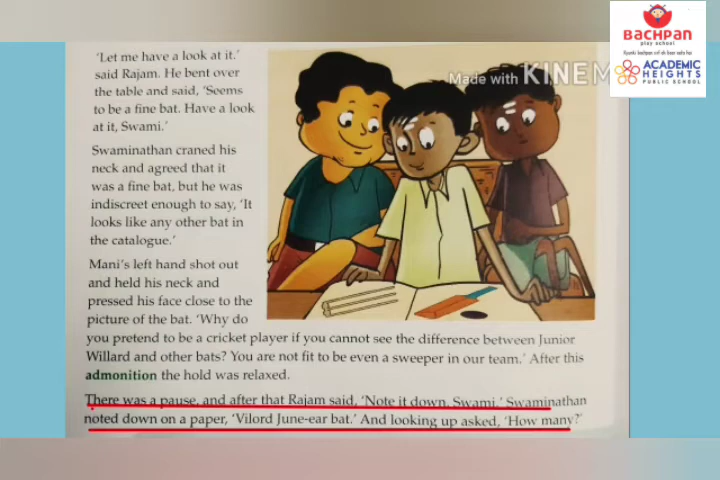 BACHPAN
play school
ACADEMIC
HEIGHTS
PUBLIC SCHOOL
Made with KINEM
'Let me have a look at it.'
said Rajam. He bent over
the table and said, 'Seems
to be a fine bat. Have a look
at it, Swami.'
Swaminathan craned his
neck and agreed that it
was a fine bat, but he was
indiscreet enough to say, 'It
looks like any other bat in
the catalogue.'
Mani's left hand shot out
and held his neck and
pressed his face close to the
picture of the bat. 'Why do
you pretend to be a cricket player if you cannot see the difference between Junior
Willard and other bats? You are not fit to be even a sweeper in our team.' After this
admonition the hold was relaxed.
There was a pause, and after that Rajam said, 'Note it down, Swami.' Swaminathan
noted down on a paper, 'Vilord June-ear bat.' And looking up asked, 'How many?'